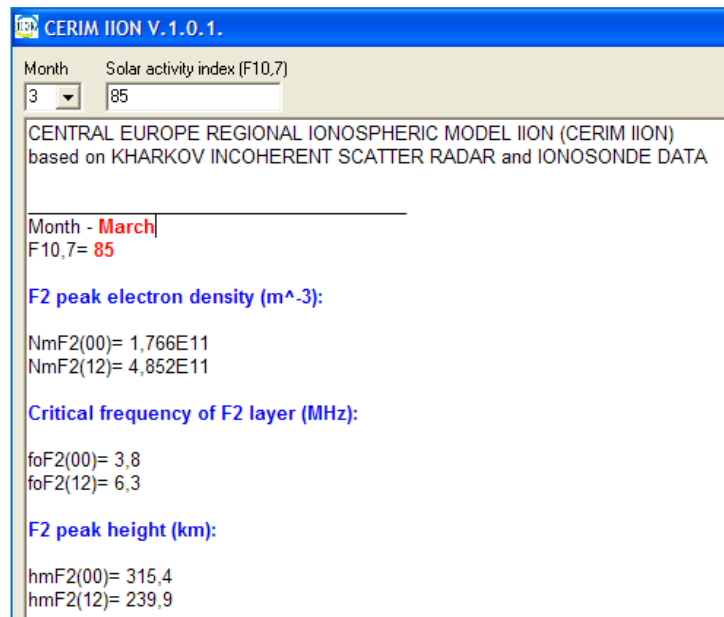 CERIM IION V.1.0.1.
Month Solar activity index (F10,7)
3 85
CENTRAL EUROPE REGIONAL IONOSPHERIC MODEL IION (CERIM IION)
based on KHARKOV INCOHERENT SCATTER RADAR and IONOSONDE DATA
Month - March
F10,7= 85
F2 peak electron density (m^-3):
NmF2(00)= 1,766E11
NmF2(12)= 4,852E11
Critical frequency of F2 layer (MHz):
foF2(00)= 3,8
foF2(12)= 6,3
F2 peak height (km):
hmF2(00)= 315,4
hmF2(12)= 239,9